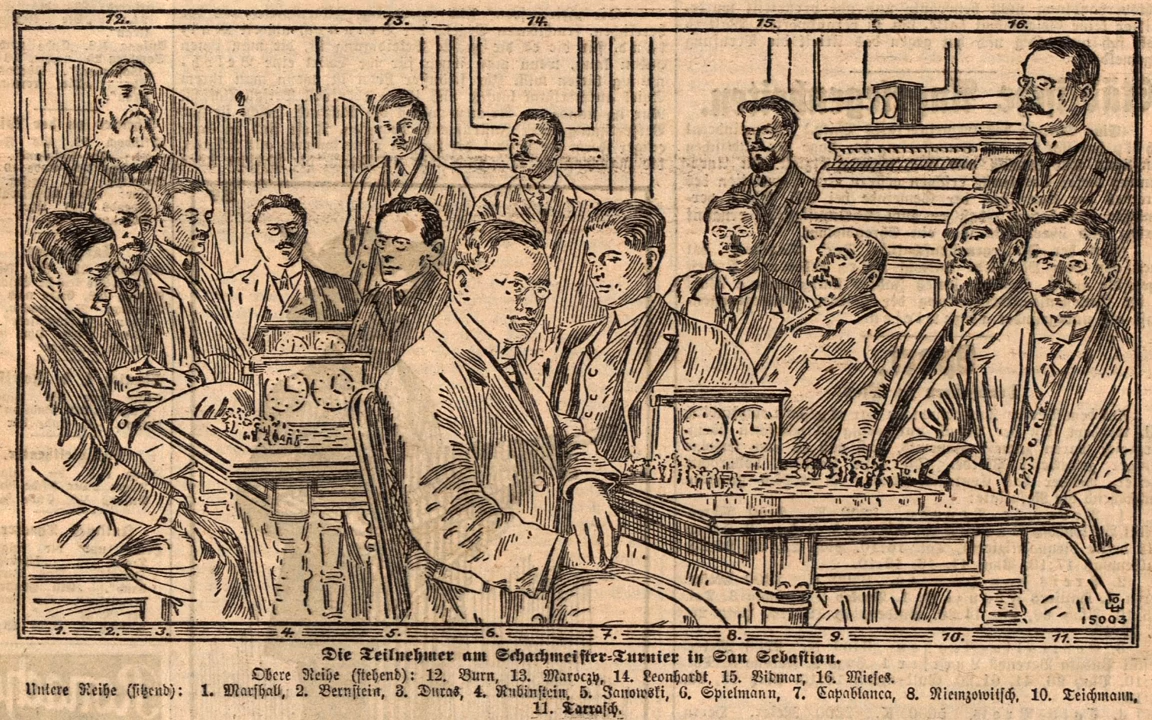 12. 13. 14. 15. 16.
15003
1. 2. 3. 4. 5. 6. 7. 8. 9. 10. 11.
Die Teilnehmer am Schachmeister-Turnier in San Sebastian.
Obere Reihe (stehend): 12. Burn, 13. Maroczy, 14. Leonhardt, 15. Vidmar, 16. Mieses.
Untere Reihe (sitzend): 1. Marshall, 2. Bernstein, 3. Duras, 4. Rubinstein, 5. Janowski, 6. Spielmann, 7. Capablanca, 8. Niemzowitsch, 10. Teichmann,
11. Tarrasch.